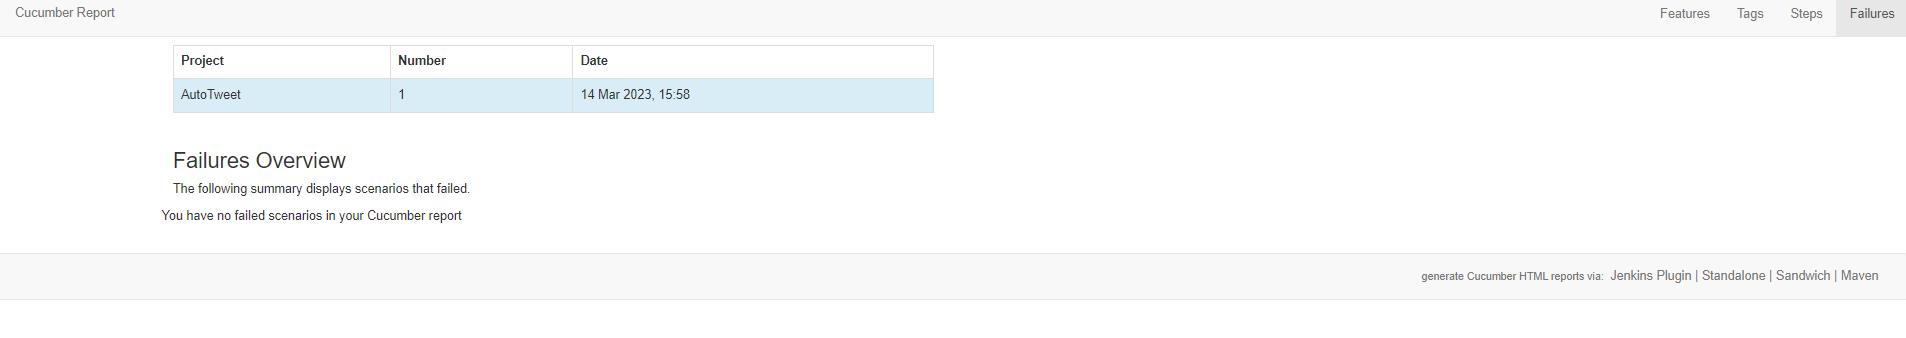 Cucumber Report Features Tags Steps Failures
Project Number Date
AutoTweet 1 14 Mar 2023, 15:58
Failures Overview
The following summary displays scenarios that failed.
You have no failed scenarios in your Cucumber report
generate Cucumber HTML reports via: Jenkins Plugin | Standalone | Sandwich | Maven